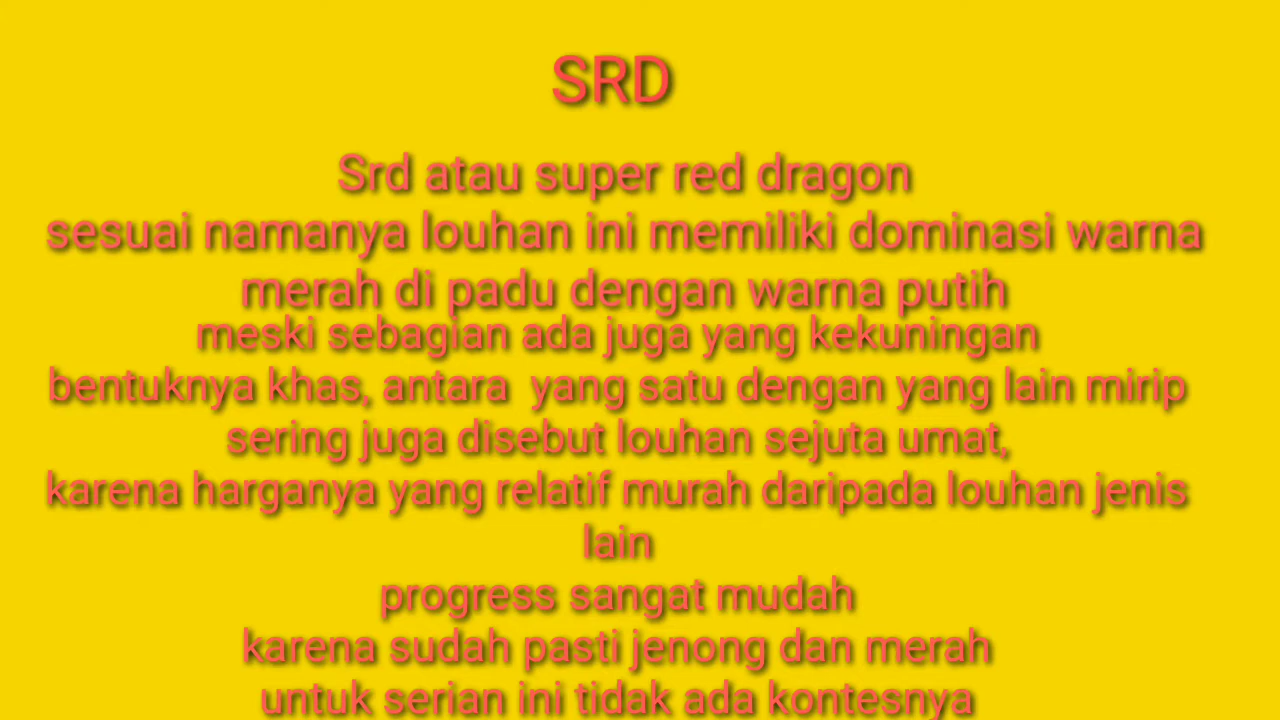 SRD
Srd atau super red dragon
sesuai namanya louhan ini memiliki dominasi warna
merah di padu dengan warna putih
meski sebagian ada juga yang kekuningan
bentuknya khas, antara  yang satu dengan yang lain mirip
sering juga disebut louhan sejuta umat,
karena harganya yang relatif murah daripada louhan jenis
lain
progress sangat mudah
karena sudah pasti jenong dan merah
untuk serian ini tidak ada kontesnya